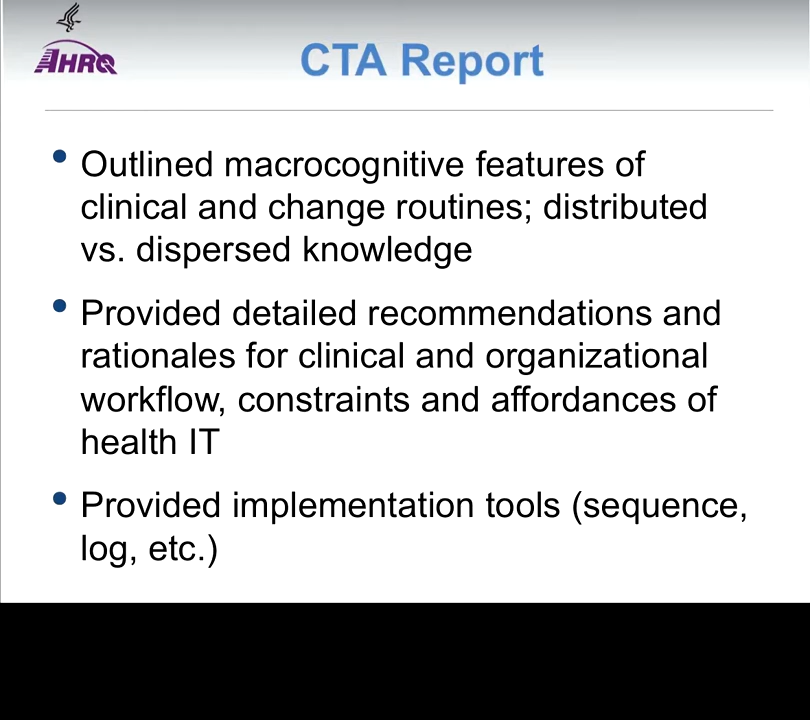 AHRQ
CTA Report
• Outlined macrocognitive features of
clinical and change routines; distributed
vs. dispersed knowledge
• Provided detailed recommendations and
rationales for clinical and organizational
workflow, constraints and affordances of
health IT
• Provided implementation tools (sequence,
log, etc.)